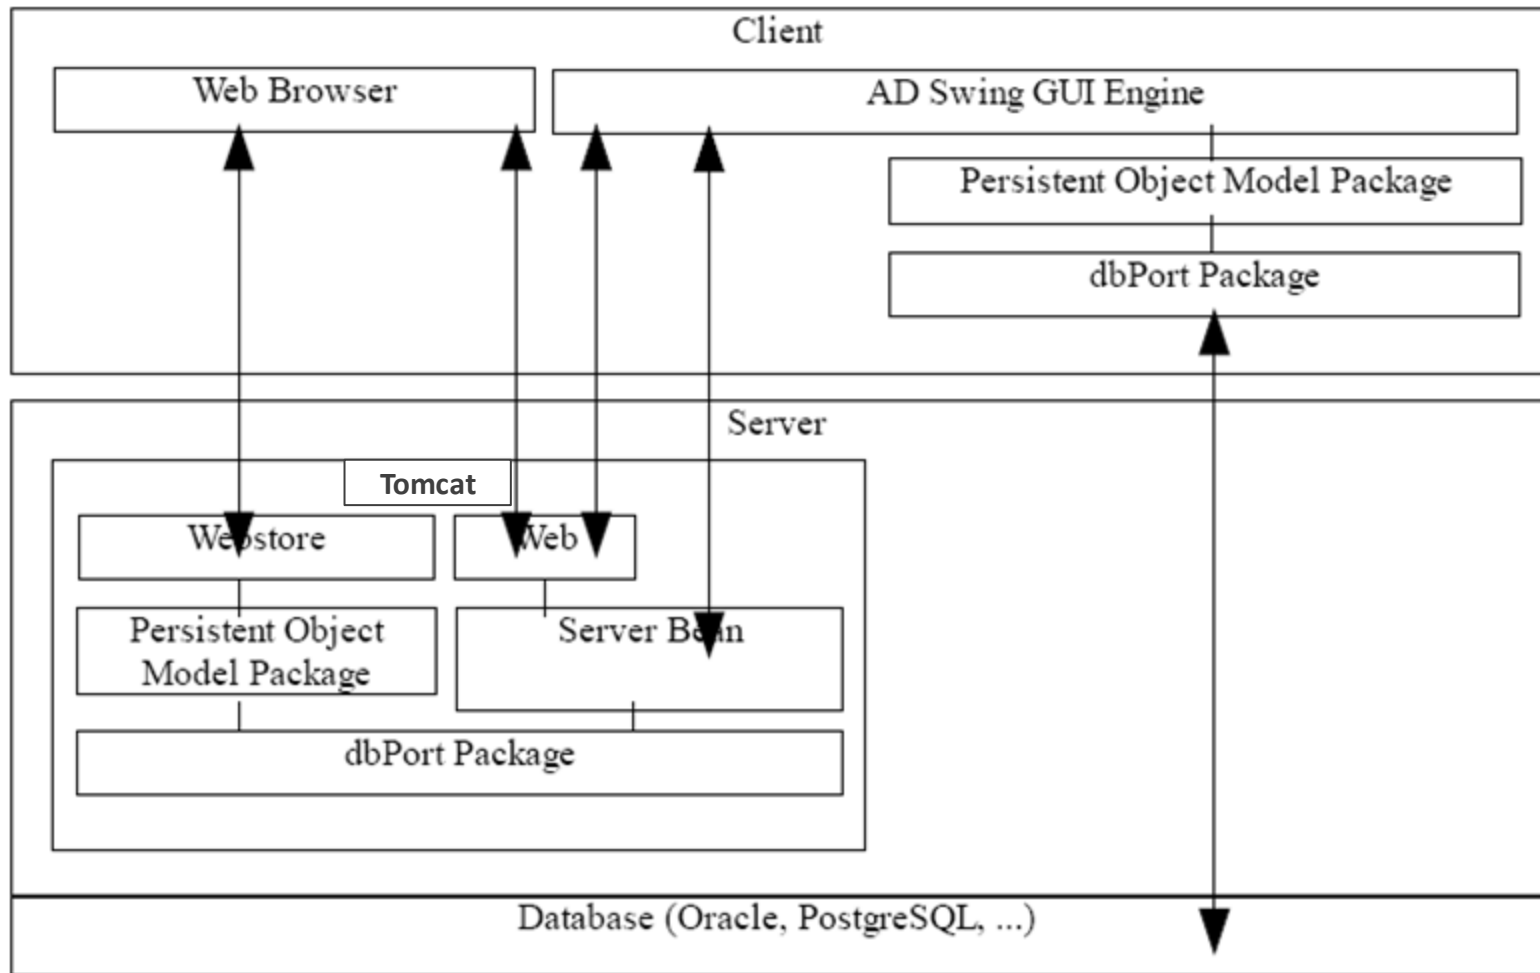 Client
Web Browser
AD Swing GUI Engine
Persistent Object Model Package
dbPort Package
Server
Tomcat
Webstore
Web
Persistent Object
Model Package
Server Bean
dbPort Package
Database (Oracle, PostgreSQL, ...)